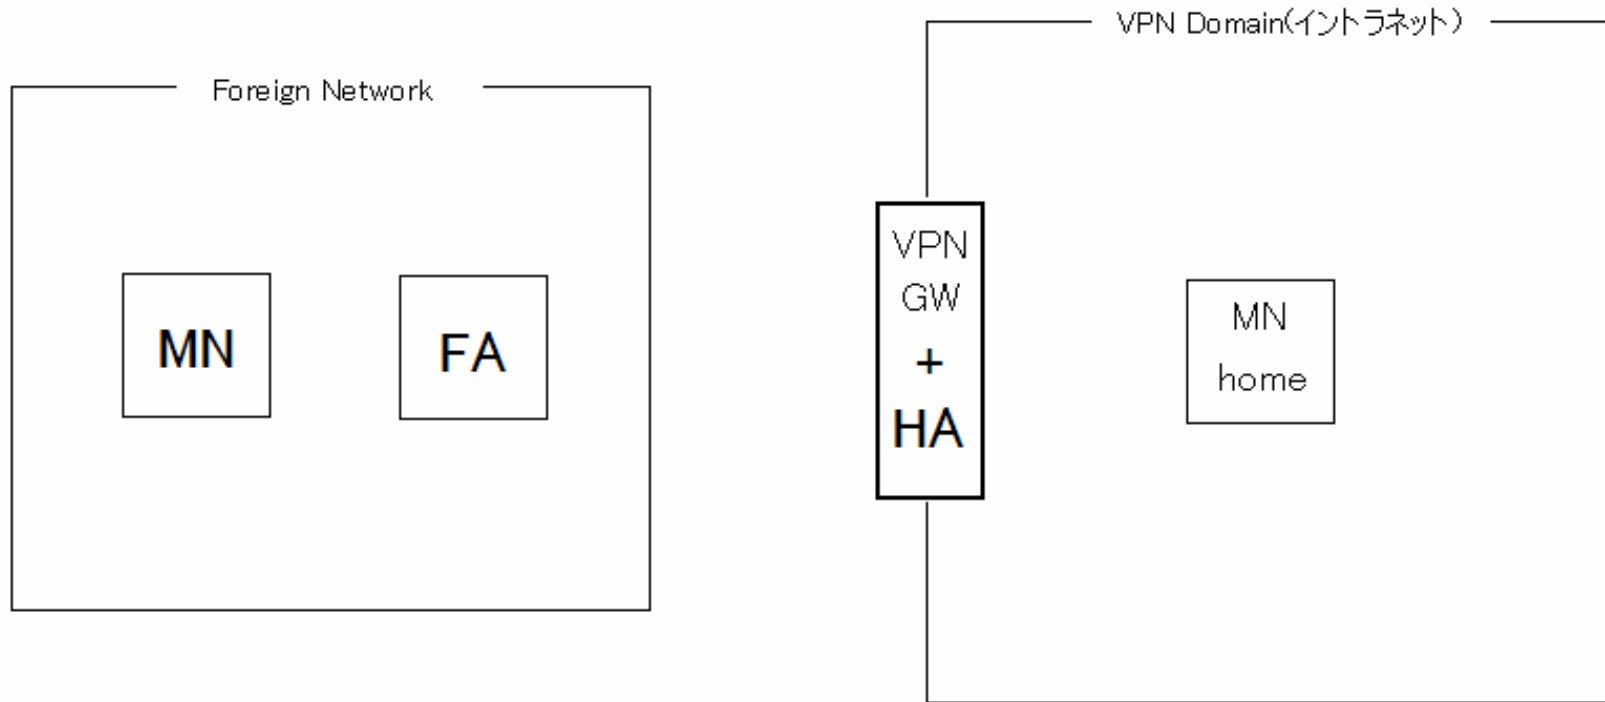 VPN Domain(イントラネット)
Foreign Network
MN
FA
VPN
GW
+
HA
MN
home